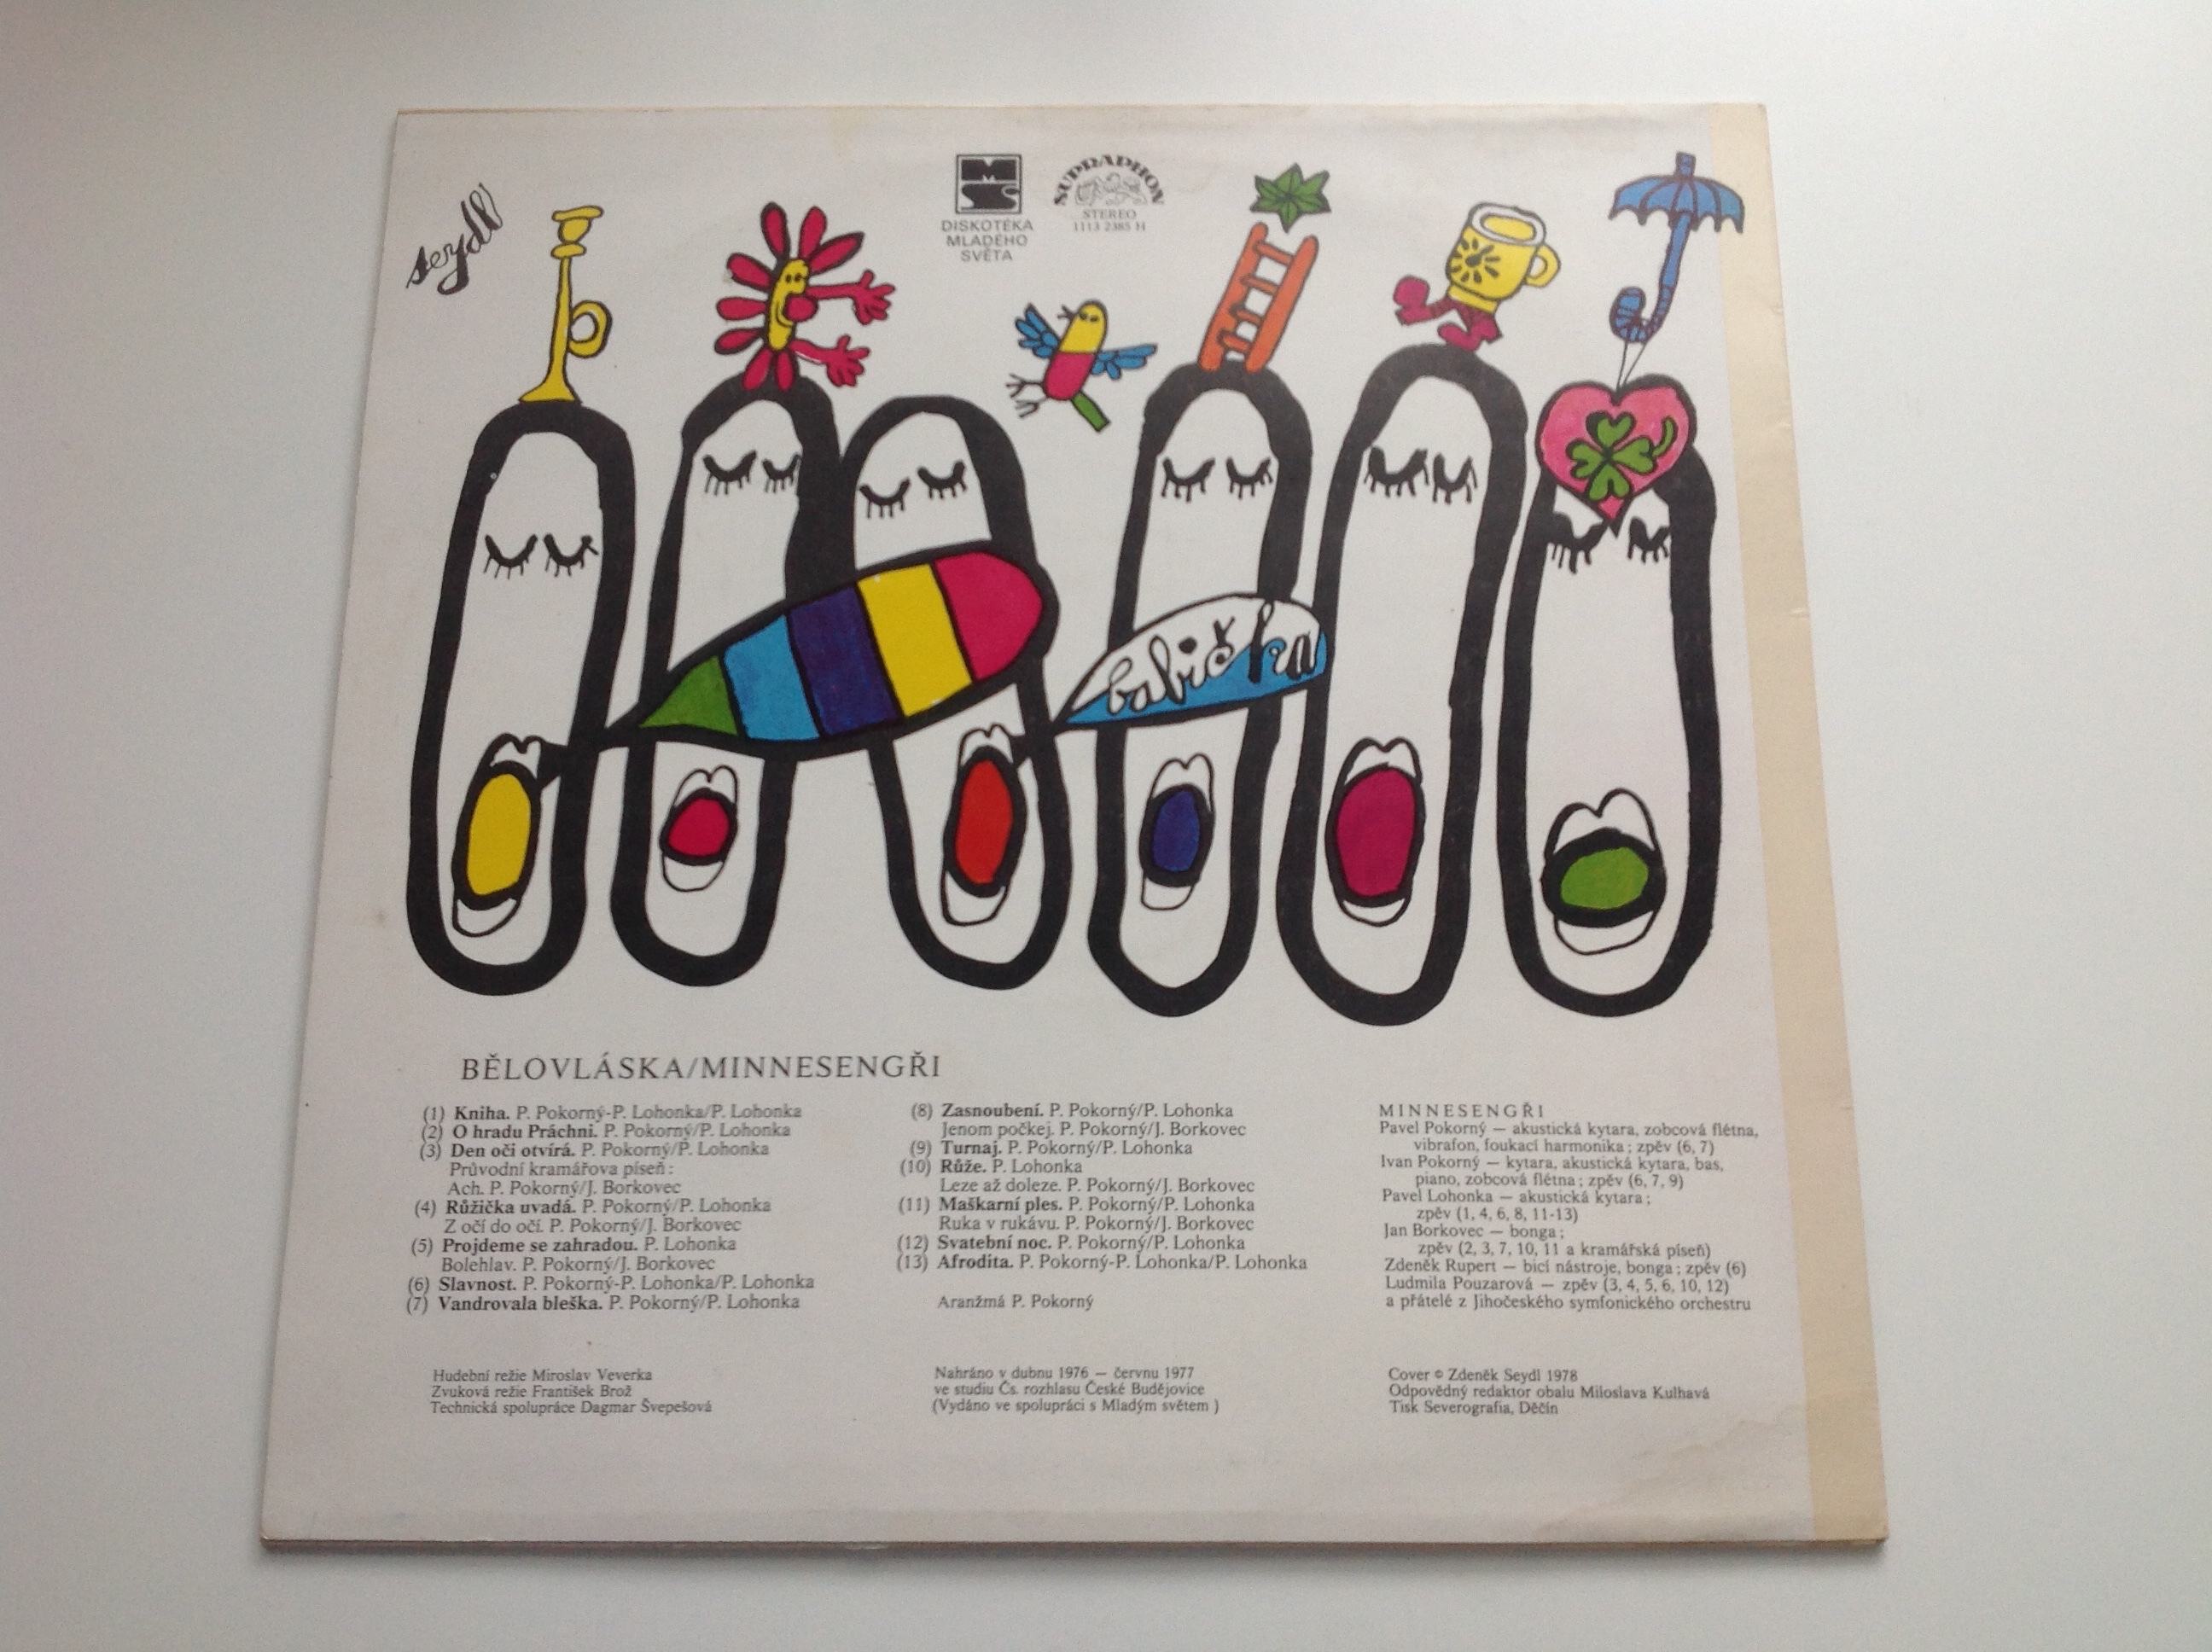 seydl
DISKOTÉKA
MLADÉHO
SVĚTA
SUPRAPHON
STEREO
1113 2385 H
babička
BĚLOVLÁSKA/MINNESENGŘI
(1) Kniha. P. Pokorný-P. Lohonka/P. Lohonka
(2) O hradu Práchni. P. Pokorný/P. Lohonka
(3) Den oči otvírá. P. Pokorný/P. Lohonka
Průvodní kramářova píseň:
Ach. P. Pokorný/J. Borkovec
(4) Růžička uvadá. P. Pokorný/P. Lohonka
Z očí do očí. P. Pokorný/J. Borkovec
(5) Projdeme se zahradou. P. Lohonka
Bolehlav. P. Pokorný/J. Borkovec
(6) Slavnost. P. Pokorný-P. Lohonka/P. Lohonka
(7) Vandrovala bleška. P. Pokorný/P. Lohonka
(8) Zasnoubení. P. Pokorný/P. Lohonka
Jenom počkej. P. Pokorný/J. Borkovec
(9) Turnaj. P. Pokorný/P. Lohonka
(10) Růže. P. Lohonka
Leze až doleze. P. Pokorný/J. Borkovec
(11) Maškarní ples. P. Pokorný/P. Lohonka
Ruka v rukávu. P. Pokorný/J. Borkovec
(12) Svatební noc. P. Pokorný/P. Lohonka
(13) Afrodita. P. Pokorný-P. Lohonka/P. Lohonka
Aranžmá P. Pokorný
MINNESENGŘI
Pavel Pokorný — akustická kytara, zobcová flétna,
vibrafon, foukací harmonika; zpěv (6, 7)
Ivan Pokorný — kytara, akustická kytara, bas,
piano, zobcová flétna; zpěv (6, 7, 9)
Pavel Lohonka — akustická kytara;
zpěv (1, 4, 6, 8, 11-13)
Jan Borkovec — bonga;
zpěv (2, 3, 7, 10, 11 a kramářská píseň)
Zdeněk Rupert — bicí nástroje, bonga; zpěv (6)
Ludmila Pouzarová — zpěv (3, 4, 5, 6, 10, 12)
a přátelé z Jihočeského symfonického orchestru
Hudební režie Miroslav Veverka
Zvuková režie František Brož
Technická spolupráce Dagmar Švepešová
Nahráno v dubnu 1976 — červnu 1977
ve studiu Čs. rozhlasu České Budějovice
(Vydáno ve spolupráci s Mladým světem )
Cover © Zdeněk Seydl 1978
Odpovědný redaktor obalu Miloslava Kulhavá
Tisk Severografia, Děčín